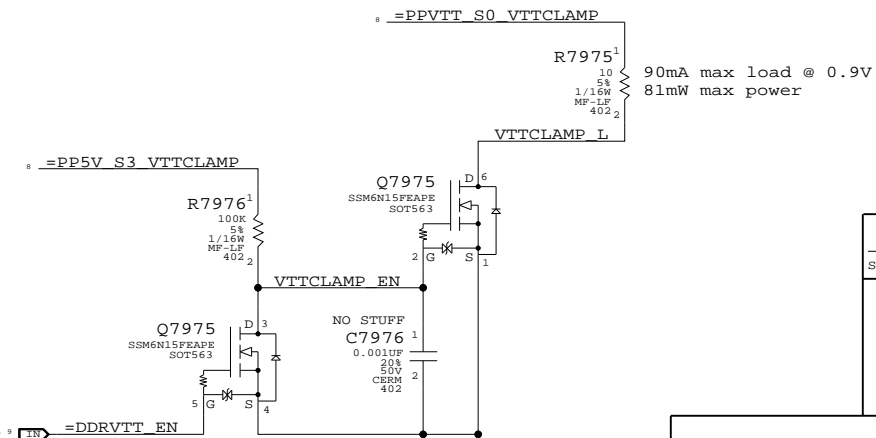 8 =PPVTT_S0_VTTCLAMP
R7975 1
10
5%
1/16W
MF-LF
402 2
90mA max load @ 0.9V
81mW max power
VTTCLAMP_L
8 =PP5V_S3_VTTCLAMP
Q7975
SSM6N15FEAPE
SOT563
D 6
2 G S 1
R7976 1
100K
5%
1/16W
MF-LF
402 2
VTTCLAMP_EN
Q7975
SSM6N15FEAPE
SOT563
D 3
5 G S 4
NO STUFF
C7976 1
0.001UF
20%
50V
CERM
402
2
9 IN =DDRVTT_EN
S